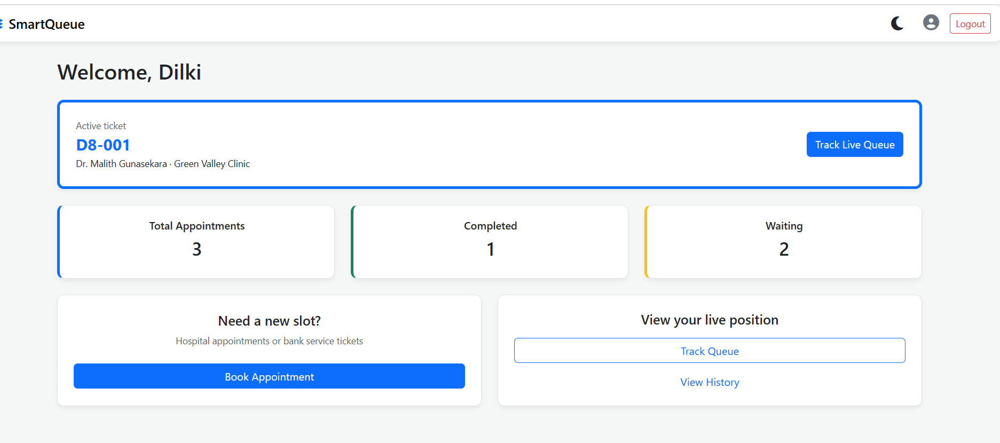 SmartQueue
Logout
Welcome, Dilki
Active ticket
D8-001
Dr. Malith Gunasekara · Green Valley Clinic
Track Live Queue
Total Appointments
3
Completed
1
Waiting
2
Need a new slot?
Hospital appointments or bank service tickets
Book Appointment
View your live position
Track Queue
View History